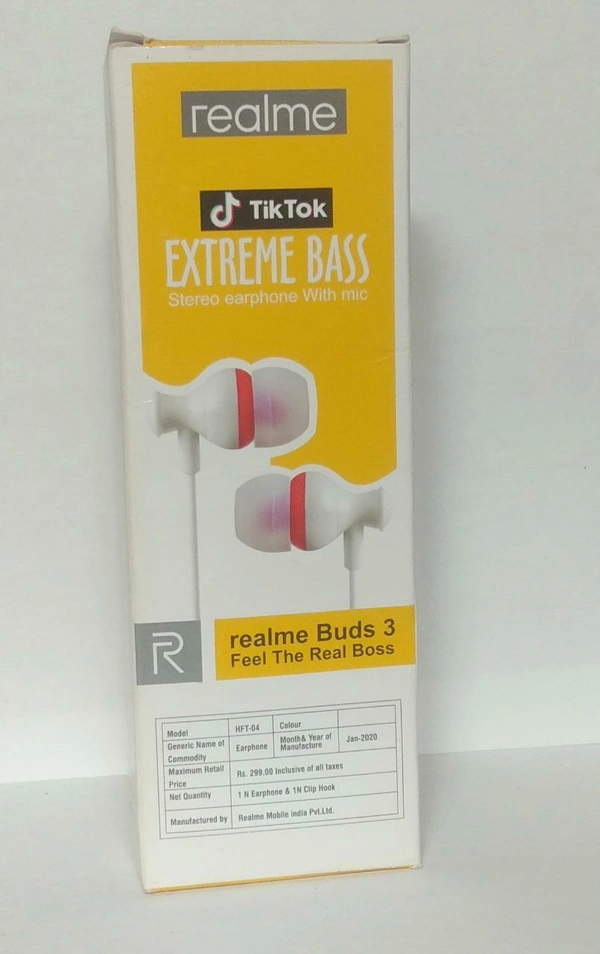 realme
TikTok
EXTREME BASS
Stereo earphone With mic
R
realme Buds 3
Feel The Real Boss
Model HFT-04 Colour
Generic Name of Commodity Earphone Month& Year of Manufacture Jan-2020
Maximum Retail Price Rs. 299.00 Inclusive of all taxes
Net Quantity 1 N Earphone & 1N Clip Hook
Manufactured by Realme Mobile India Pvt.Ltd.